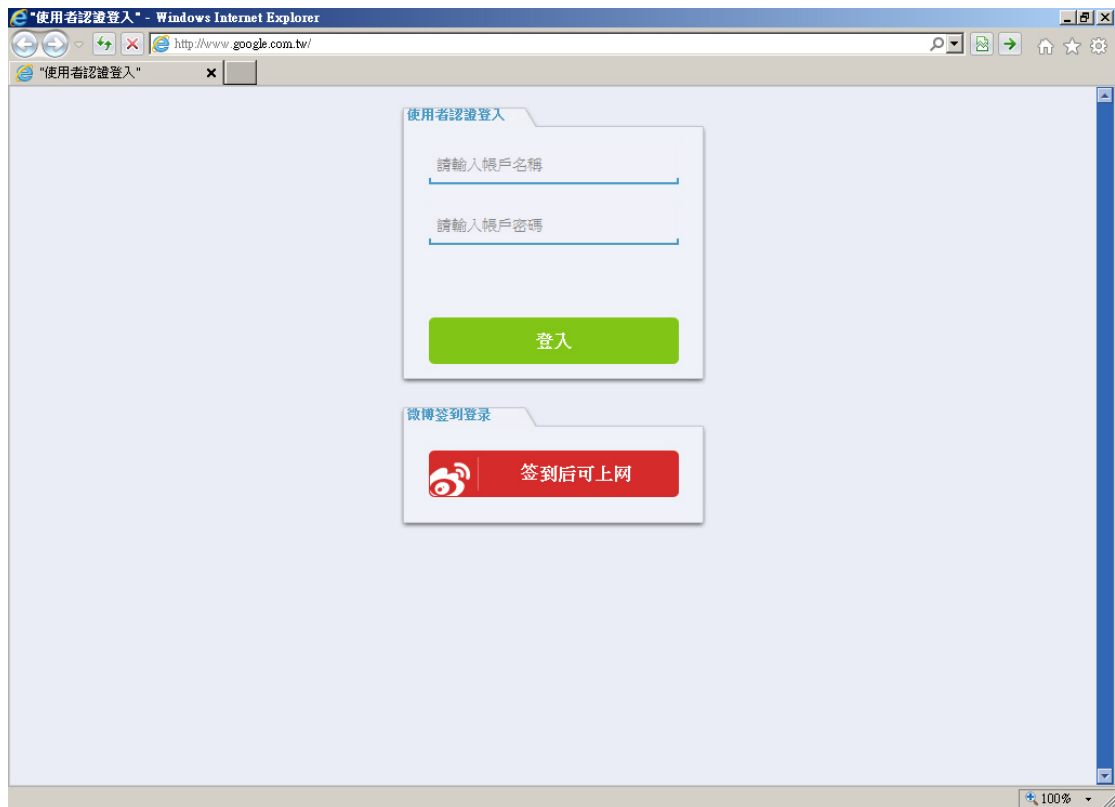 "使用者認證登入" - Windows Internet Explorer
http://www.google.com.tw/
"使用者認證登入"
使用者認證登入
請輸入帳戶名稱
請輸入帳戶密碼
登入
微博签到登录
签到后可上网
100%